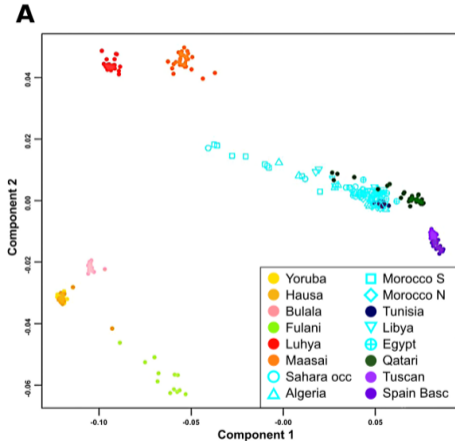 A
Component 2
0.04
0.02
0.00
-0.02
-0.04
-0.06
Yoruba
Hausa
Bulala
Fulani
Luhya
Maasai
Sahara occ
Algeria
Morocco S
Morocco N
Tunisia
Libya
Egypt
Qatari
Tuscan
Spain Basc
-0.10 -0.05 -0.00 0.05
Component 1